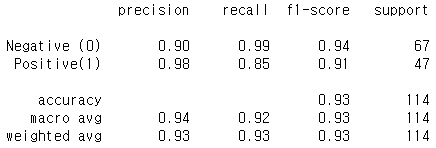 precision recall f1-score support
Negative (0) 0.90 0.99 0.94 67
Positive(1) 0.98 0.85 0.91 47
accuracy 0.93 114
macro avg 0.94 0.92 0.93 114
weighted avg 0.93 0.93 0.93 114